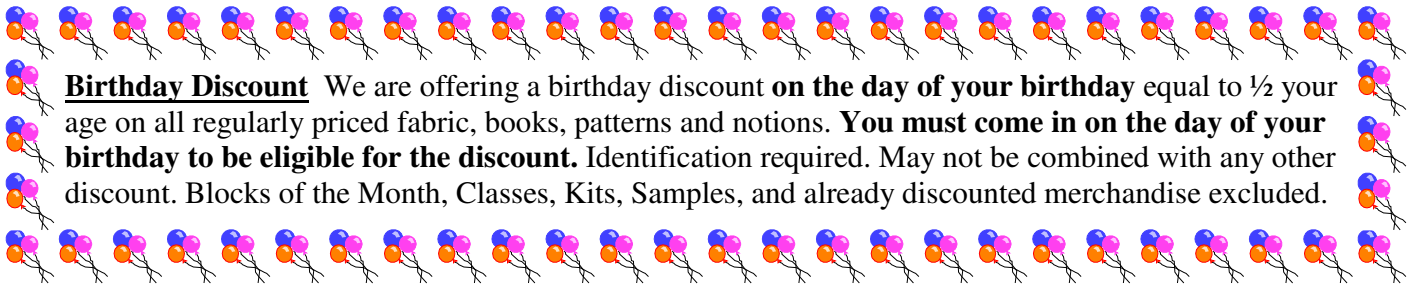 Birthday Discount We are offering a birthday discount on the day of your birthday equal to ½ your
age on all regularly priced fabric, books, patterns and notions. You must come in on the day of your
birthday to be eligible for the discount. Identification required. May not be combined with any other
discount. Blocks of the Month, Classes, Kits, Samples, and already discounted merchandise excluded.